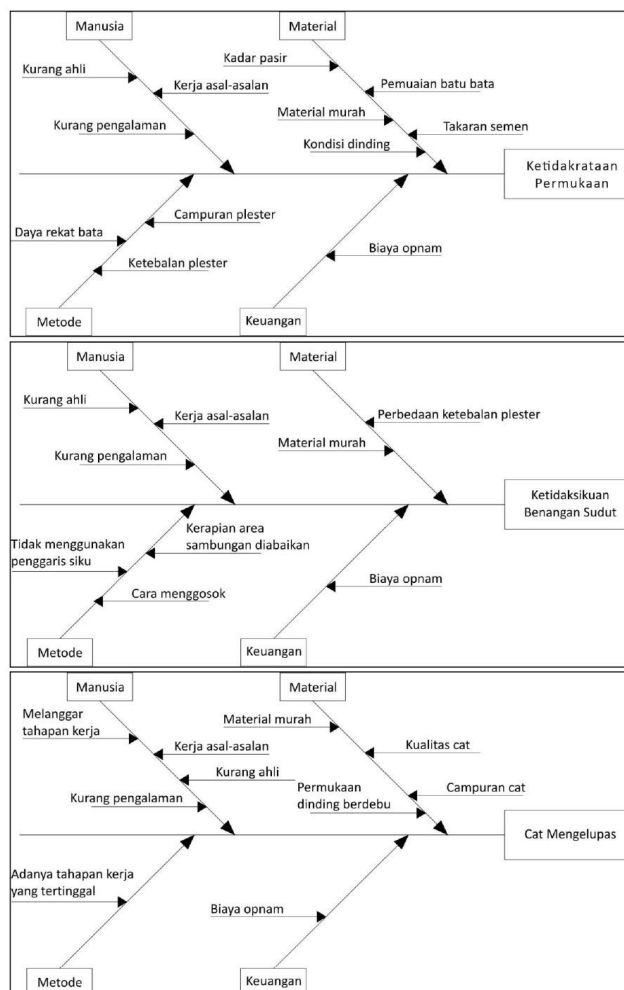 Manusia
Material
Kurang ahli
Kerja asal-asalan
Kurang pengalaman
Kadar pasir
Pemuaian batu bata
Material murah
Takaran semen
Kondisi dinding
Ketidakrataan
Permukaan
Campuran plester
Daya rekat bata
Ketebalan plester
Biaya opnam
Metode
Keuangan
Manusia
Material
Kurang ahli
Kerja asal-asalan
Kurang pengalaman
Perbedaan ketebalan plester
Material murah
Ketidaksikuan
Benangan Sudut
Kerapian area
sambungan diabaikan
Tidak menggunakan
penggaris siku
Cara menggosok
Biaya opnam
Metode
Keuangan
Manusia
Material
Melanggar
tahapan kerja
Kerja asal-asalan
Kurang ahli
Kurang pengalaman
Material murah
Kualitas cat
Permukaan
dinding berdebu
Campuran cat
Cat Mengelupas
Adanya tahapan kerja
yang tertinggal
Biaya opnam
Metode
Keuangan